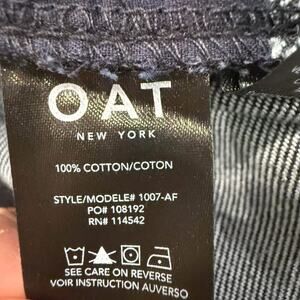 OAT
NEW YORK
100% COTTON/COTON
STYLE/MODELE# 1007-AF
PO# 108192
RN# 114542
SEE CARE ON REVERSE
VOIR INSTRUCTION AUVERSO